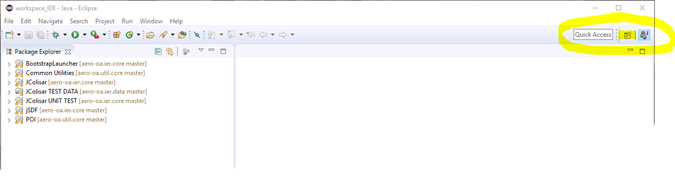 workspace_IER - Java - Eclipse
File Edit Source Refactor Navigate Search Project Run Window Help
Quick Access
Package Explorer
BootstrapLauncher [aero-oa.ier.core master]
Common Utilities [aero-oa.util.core master]
JColisar [aero-oa.ier.core master]
JColisar TEST DATA [aero-oa.ier.data master]
JColisar UNIT TEST [aero-oa.ier.core master]
jSDF [aero-oa.ier.core master]
POI [aero-oa.util.core master]